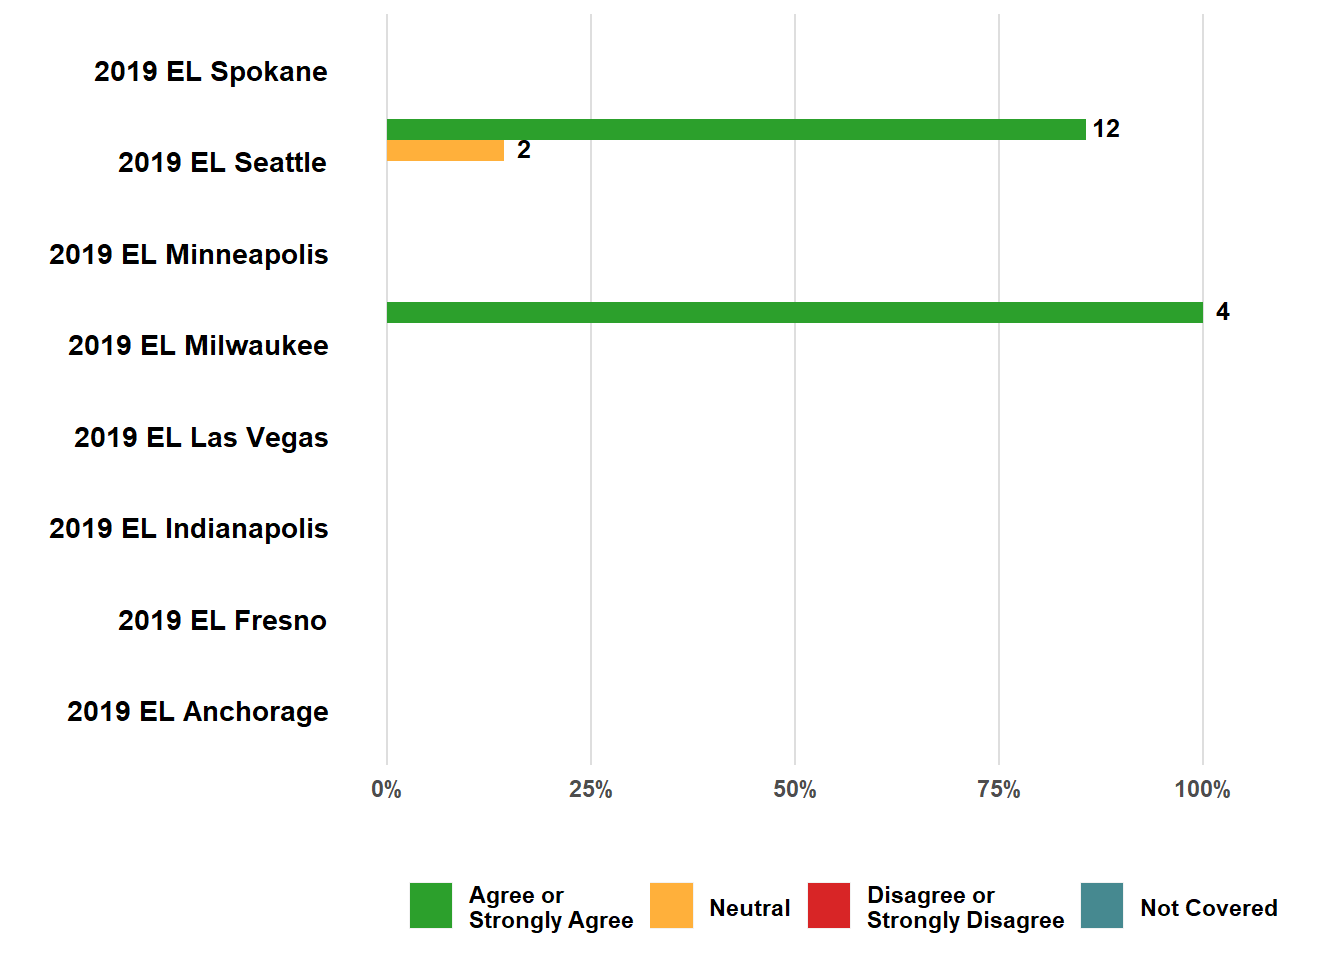 2019 EL Spokane
12
2019 EL Seattle
2
2019 EL Minneapolis
4
2019 EL Milwaukee
2019 EL Las Vegas
2019 EL Indianapolis
2019 EL Fresno
2019 EL Anchorage
0% 25% 50% 75% 100%
Agree or
Strongly Agree
Neutral
Disagree or
Strongly Disagree
Not Covered